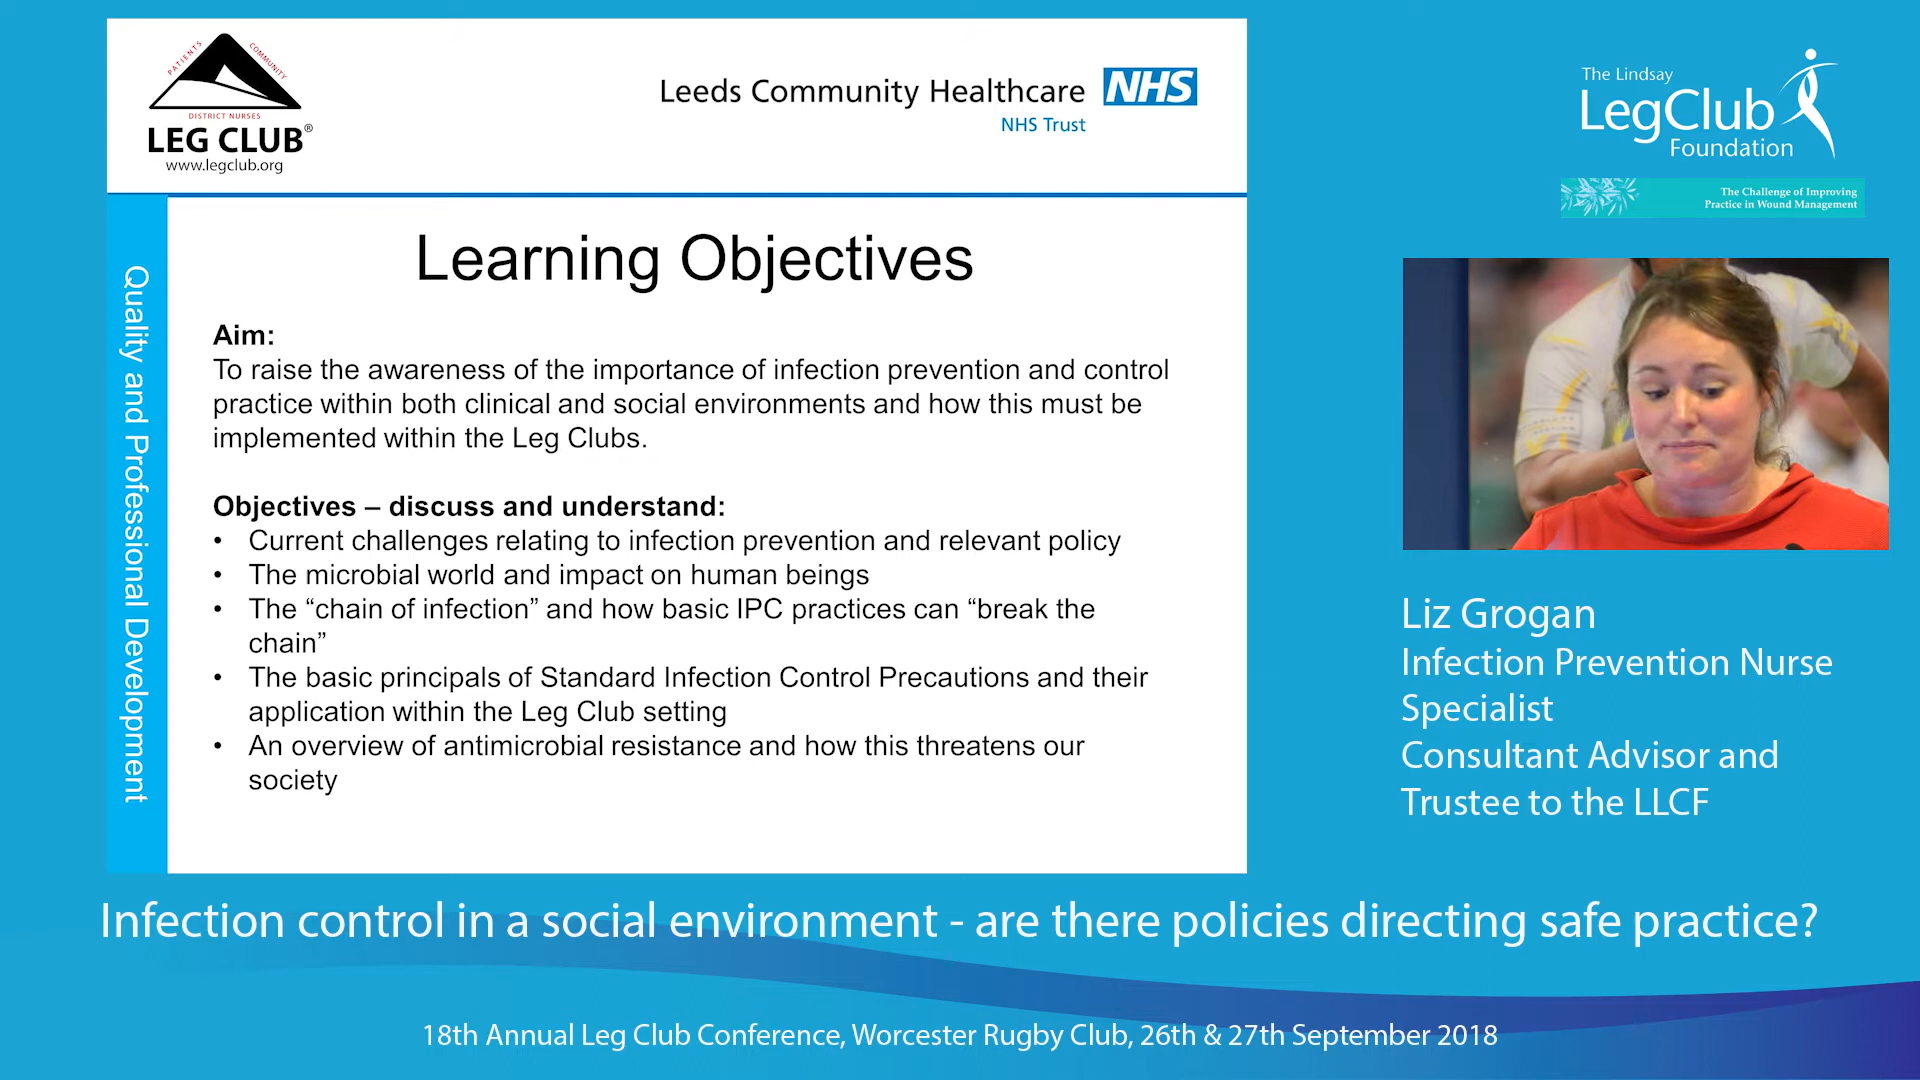 PATIENTS
COMMUNITY
DISTRICT NURSES
LEG CLUB®
www.legclub.org
Leeds Community Healthcare NHS
NHS Trust
The Lindsay
LegClub
Foundation
The Challenge of Improving
Practice in Wound Management
Quality and Professional Development
Learning Objectives
Aim:
To raise the awareness of the importance of infection prevention and control
practice within both clinical and social environments and how this must be
implemented within the Leg Clubs.
Objectives – discuss and understand:
• Current challenges relating to infection prevention and relevant policy
• The microbial world and impact on human beings
• The “chain of infection” and how basic IPC practices can “break the
chain”
• The basic principals of Standard Infection Control Precautions and their
application within the Leg Club setting
• An overview of antimicrobial resistance and how this threatens our
society
Liz Grogan
Infection Prevention Nurse
Specialist
Consultant Advisor and
Trustee to the LLCF
Infection control in a social environment - are there policies directing safe practice?
18th Annual Leg Club Conference, Worcester Rugby Club, 26th & 27th September 2018